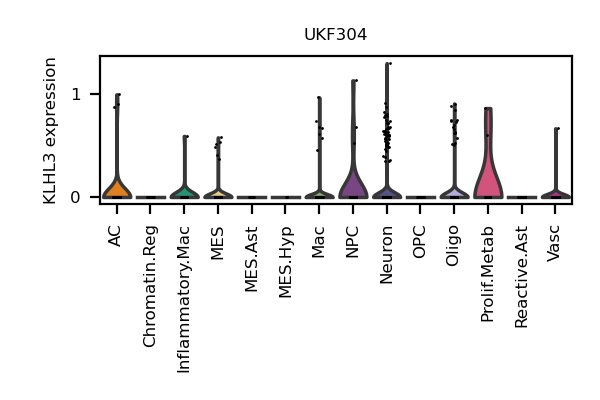 UKF304
KLHL3 expression
1
0
AC
Chromatin.Reg
Inflammatory.Mac
MES
MES.Ast
MES.Hyp
Mac
NPC
Neuron
OPC
Oligo
Prolif.Metab
Reactive.Ast
Vasc